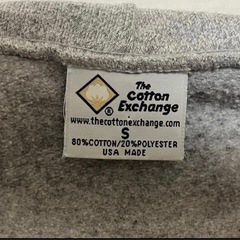 The
Cotton
Exchange
®
www.thecottonexchange.com
S
80%COTTON/20%POLYESTER
USA MADE